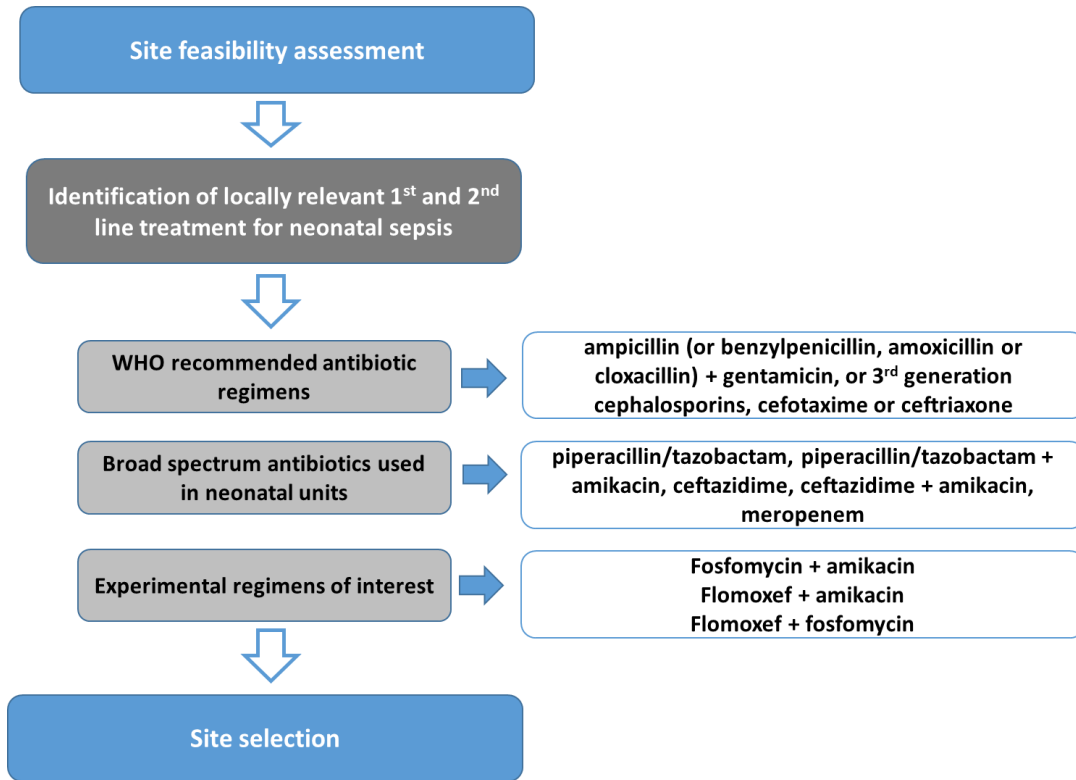 Site feasibility assessment
Identification of locally relevant 1st and 2nd
line treatment for neonatal sepsis
WHO recommended antibiotic
regimens
ampicillin (or benzylpenicillin, amoxicillin or
cloxacillin) + gentamicin, or 3rd generation
cephalosporins, cefotaxime or ceftriaxone
Broad spectrum antibiotics used
in neonatal units
piperacillin/tazobactam, piperacillin/tazobactam +
amikacin, ceftazidime, ceftazidime + amikacin,
meropenem
Experimental regimens of interest
Fosfomycin + amikacin
Flomoxef + amikacin
Flomoxef + fosfomycin
Site selection